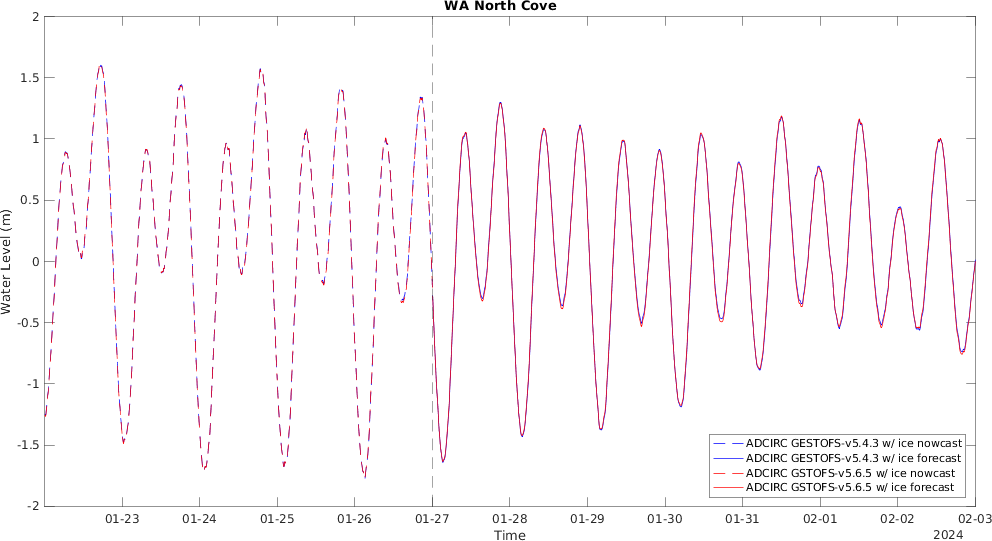 WA North Cove
Water Level (m)
2
1.5
1
0.5
0
-0.5
-1
-1.5
-2
ADCIRC GESTOFS-v5.4.3 w/ ice nowcast
ADCIRC GESTOFS-v5.4.3 w/ ice forecast
ADCIRC GSTOFS-v5.6.5 w/ ice nowcast
ADCIRC GSTOFS-v5.6.5 w/ ice forecast
01-23 01-24 01-25 01-26 01-27 01-28 01-29 01-30 01-31 02-01 02-02 02-03
Time
2024